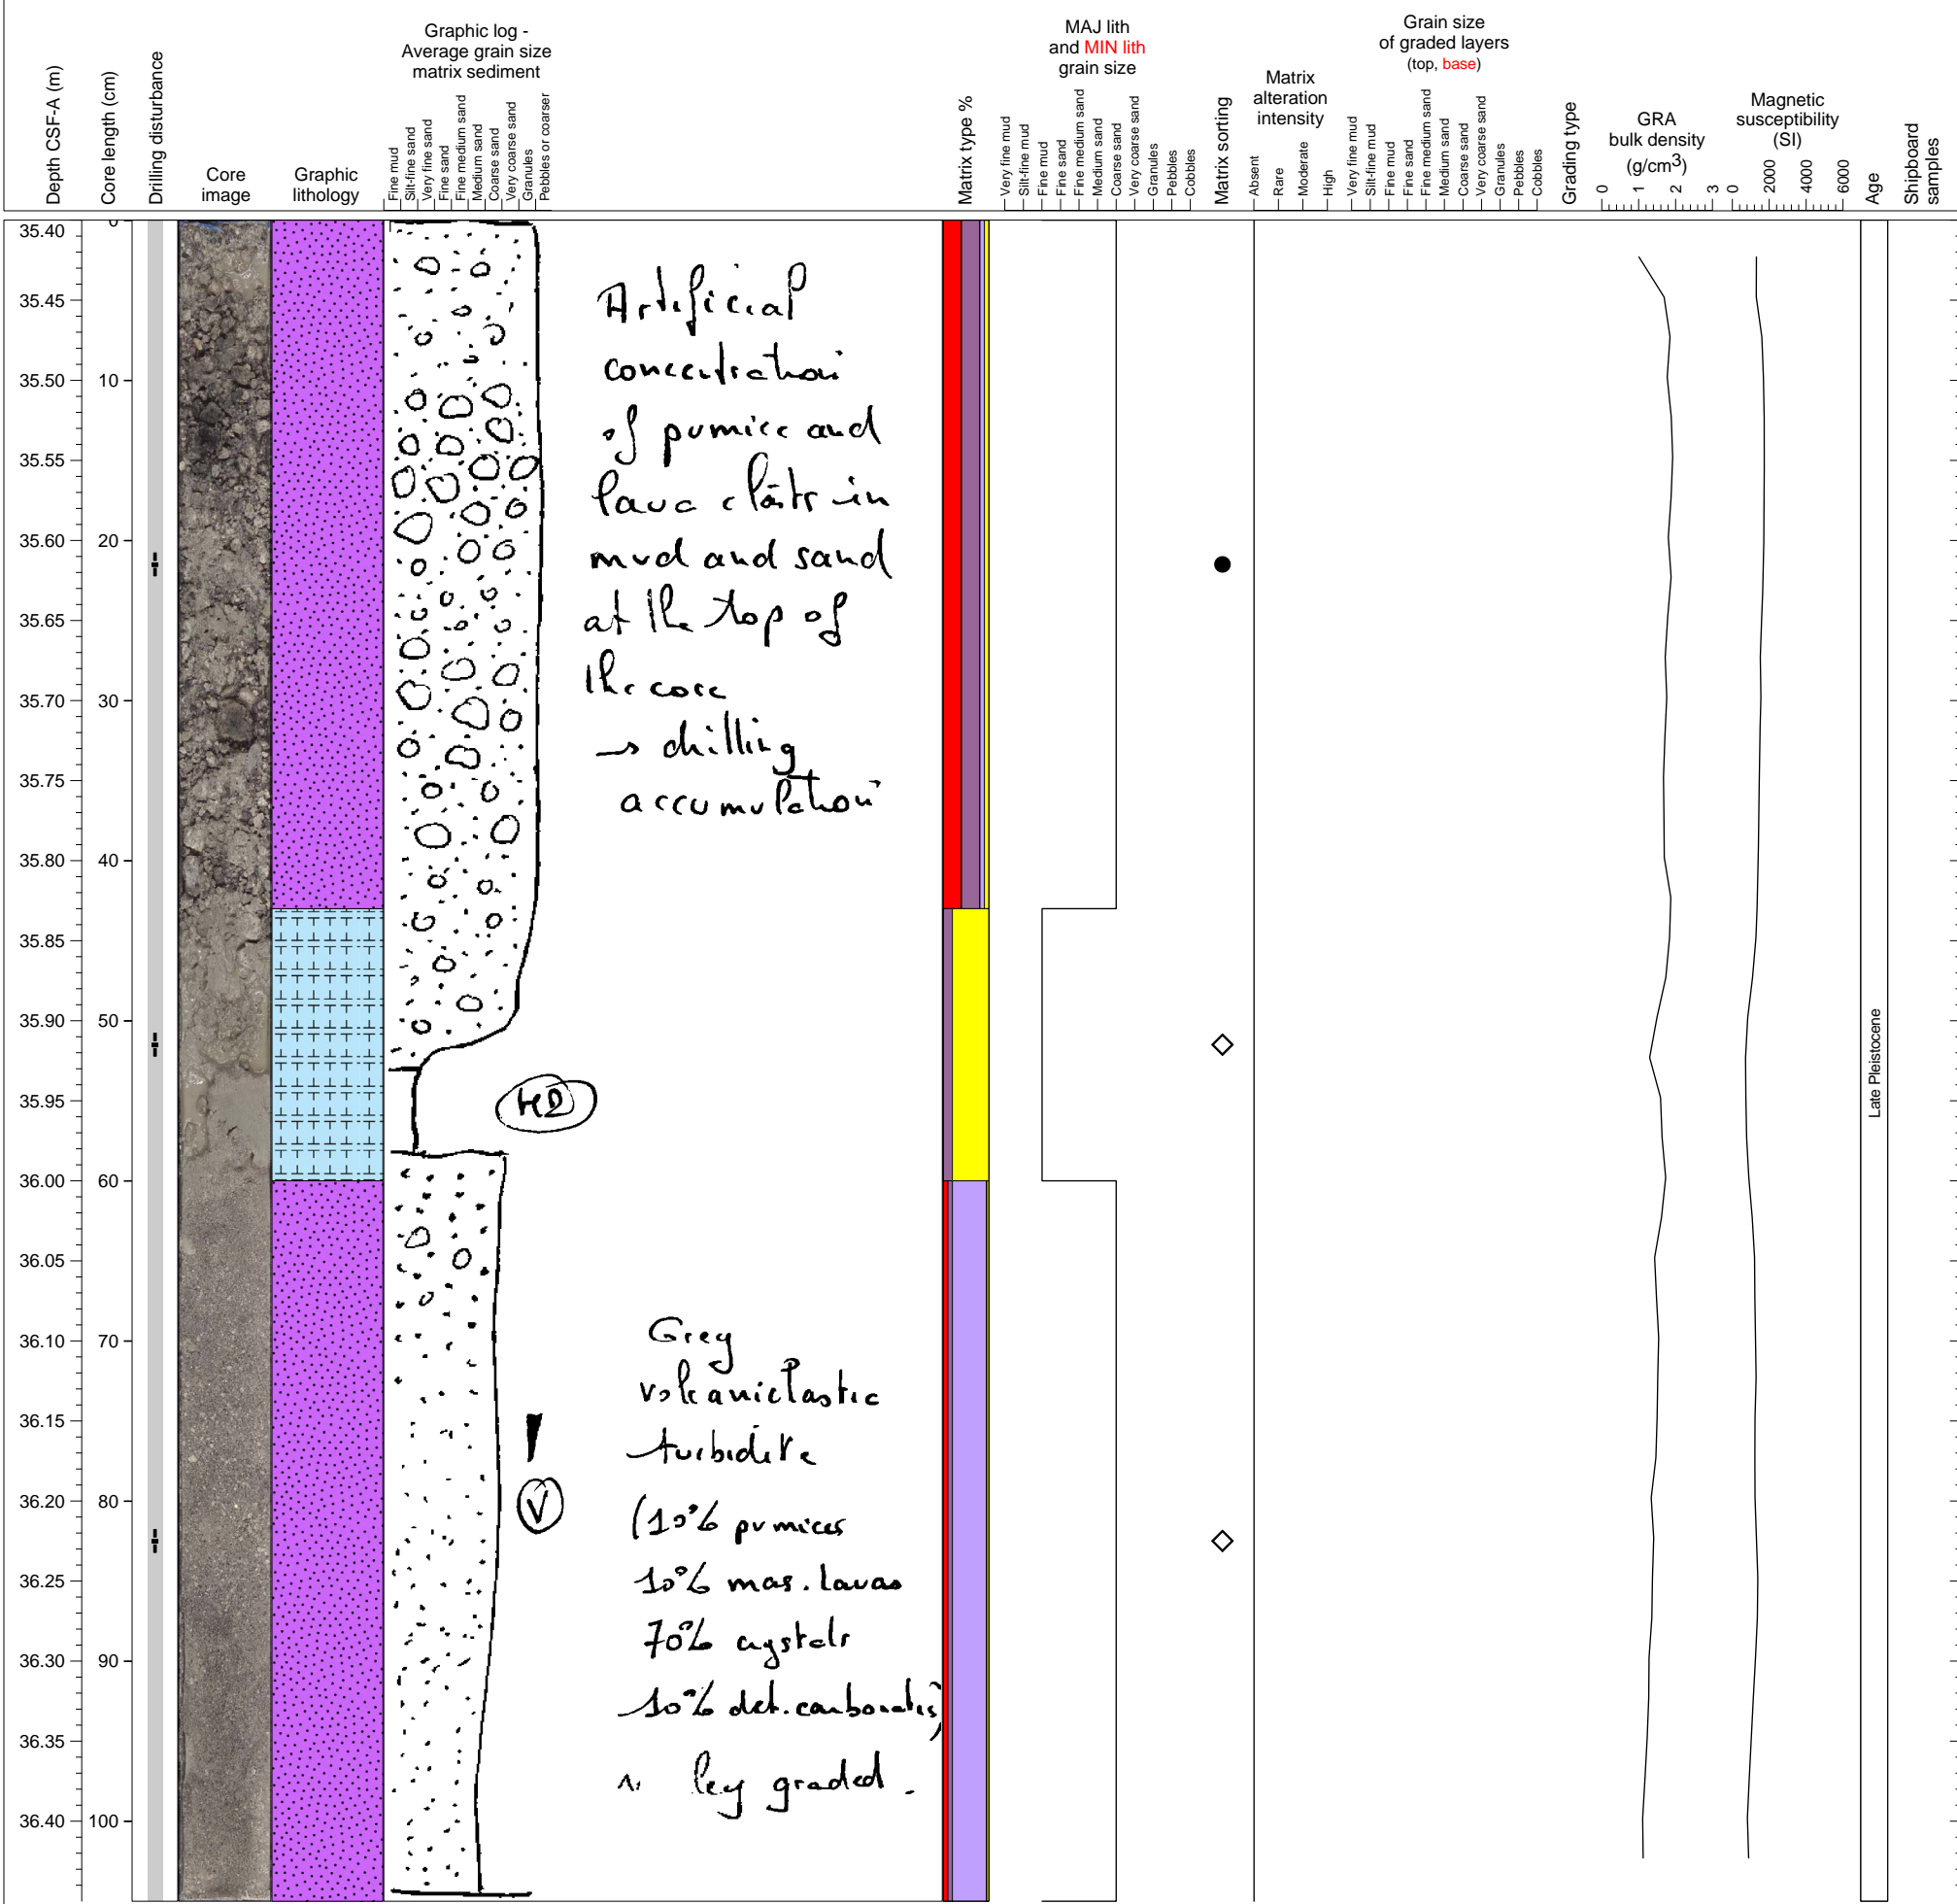 Depth CSF-A (m)
Core length (cm)
Drilling disturbance
Core
image
Graphic
lithology
Graphic log -
Average grain size
matrix sediment
Fine mud
Silt-fine sand
Very fine sand
Fine sand
Fine medium sand
Medium sand
Coarse sand
Very coarse sand
Granules
Pebbles or coarser
Matrix type %
MAJ lith
and MIN lith
grain size
Very fine mud
Silt-fine mud
Fine mud
Fine sand
Fine medium sand
Medium sand
Coarse sand
Very coarse sand
Granules
Pebbles
Cobbles
Matrix sorting
Matrix
alteration
intensity
Absent
Rare
Moderate
High
Grain size
of graded layers
(top, base)
Very fine mud
Silt-fine mud
Fine mud
Fine sand
Fine medium sand
Medium sand
Coarse sand
Very coarse sand
Granules
Pebbles
Cobbles
Grading type
GRA
bulk density
(g/cm3)
0 1 2 3
Magnetic
susceptibility
(SI)
0 2000 4000 6000
Age
Shipboard
samples
35.40
35.45
35.50
35.55
35.60
35.65
35.70
35.75
35.80
35.85
35.90
35.95
36.00
36.05
36.10
36.15
36.20
36.25
36.30
36.35
36.40
0
10
20
30
40
50
60
70
80
90
100
Artificial
concentration
of pumice and
lava clasts in
mud and sand
at the top of
the core
→ drilling
accumulation
Grey
volcaniclastic
turbidite
V
(10% pumices
10% mas. lavas
70% crystals
10% det. carbonates)
graded.
Late Pleistocene